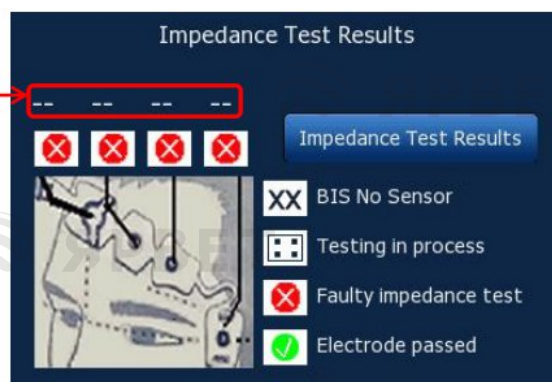 Impedance Test Results
-- -- -- --
Impedance Test Results
XX BIS No Sensor
Testing in process
Faulty impedance test
Electrode passed